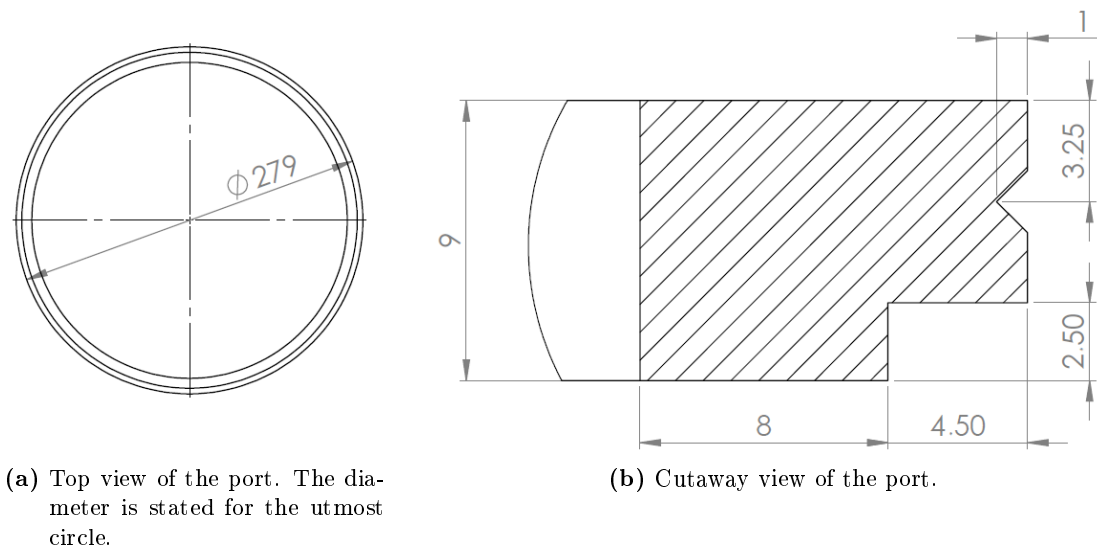 ϕ 279
1
3.25
9
2.50
8
4.50
(a) Top view of the port. The dia-
meter is stated for the utmost
circle.
(b) Cutaway view of the port.